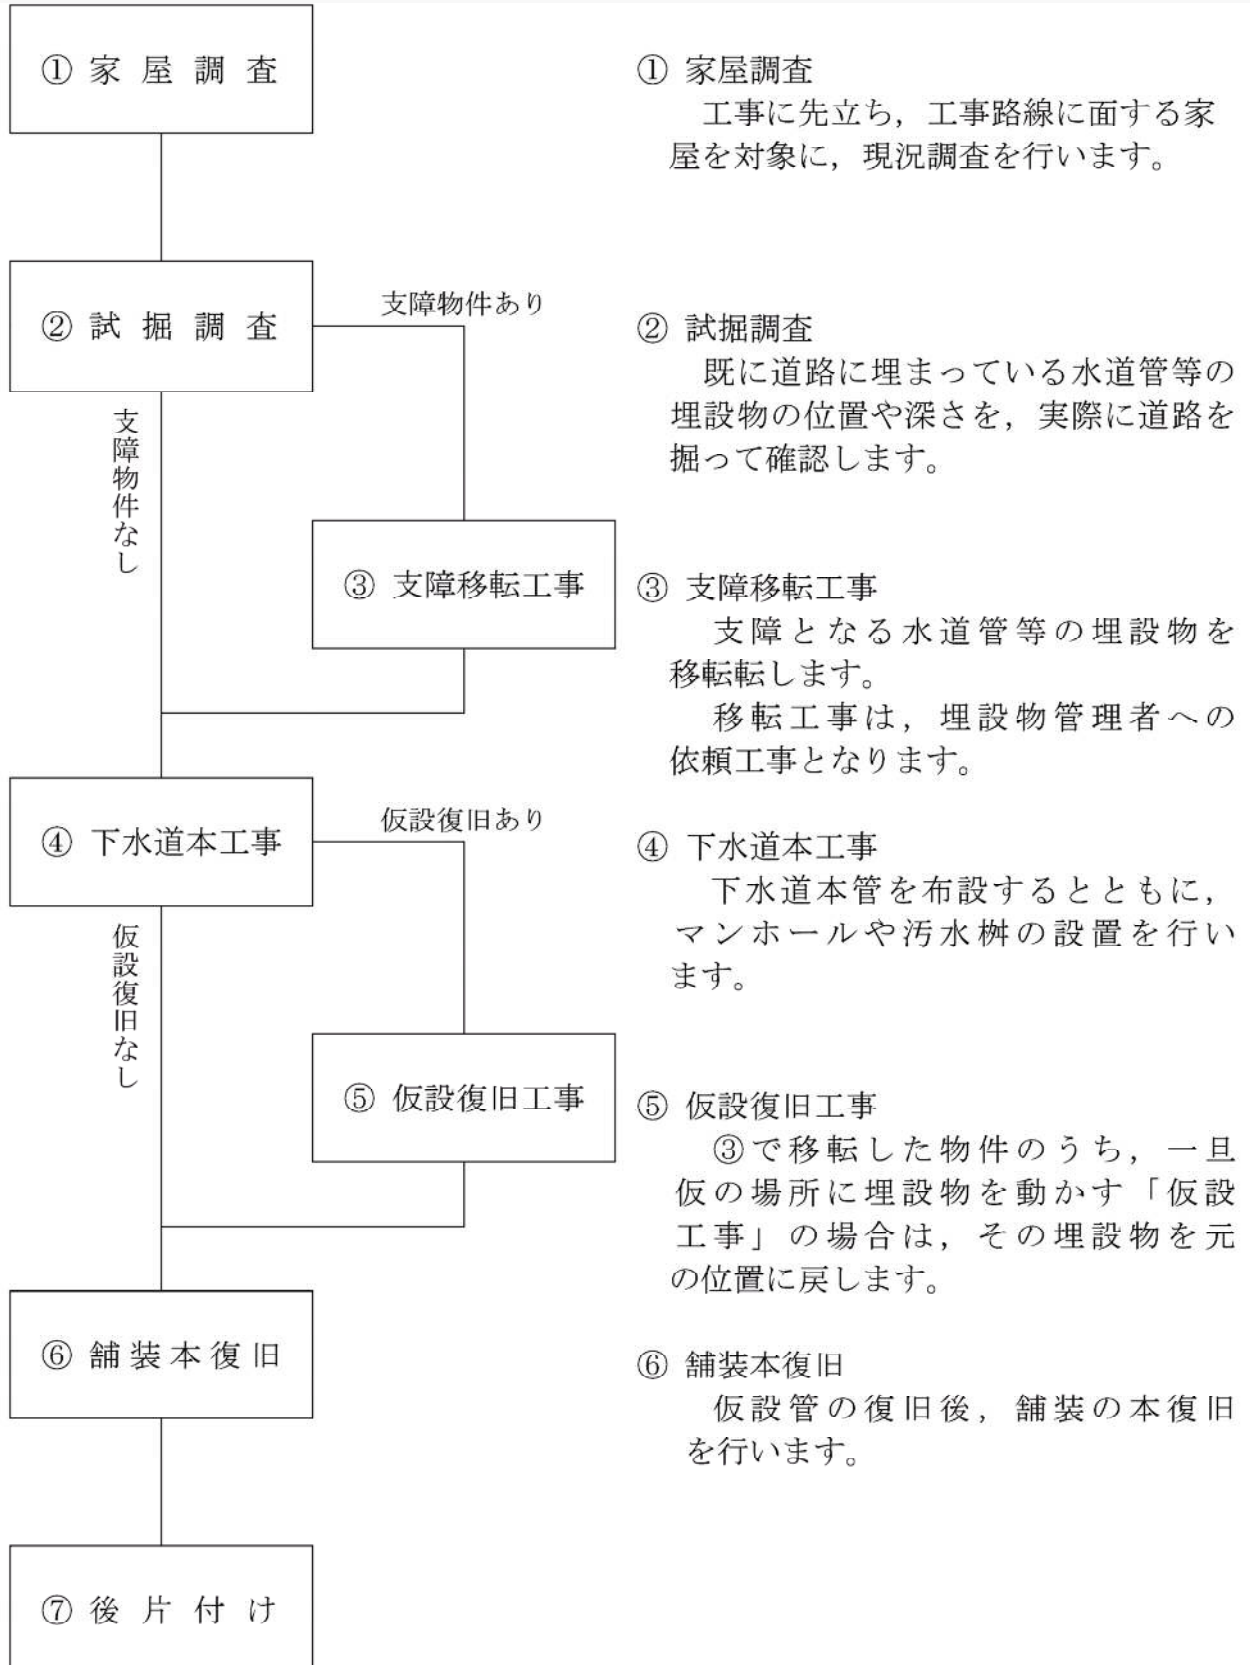 ① 家屋調査
② 試掘調査
支障物件あり
支障物件なし
③ 支障移転工事
④ 下水道本工事
仮設復旧あり
仮設復旧なし
⑤ 仮設復旧工事
⑥ 舗装本復旧
⑦ 後片付け
① 家屋調査
工事に先立ち，工事路線に面する家
屋を対象に，現況調査を行います。
② 試掘調査
既に道路に埋まっている水道管等の
埋設物の位置や深さを，実際に道路を
掘って確認します。
③ 支障移転工事
支障となる水道管等の埋設物を
移転転します。
移転工事は，埋設物管理者への
依頼工事となります。
④ 下水道本工事
下水道本管を布設するとともに，
マンホールや汚水桝の設置を行い
ます。
⑤ 仮設復旧工事
③で移転した物件のうち，一旦
仮の場所に埋設物を動かす「仮設
工事」の場合は，その埋設物を元
の位置に戻します。
⑥ 舗装本復旧
仮設管の復旧後，舗装の本復旧
を行います。